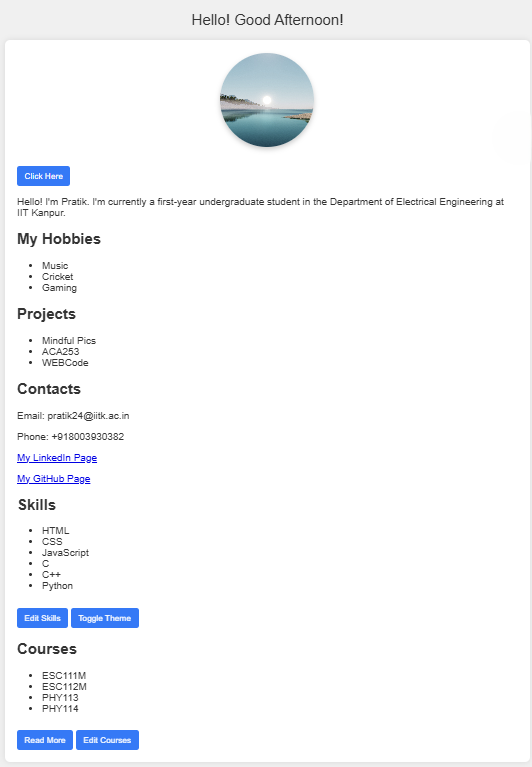 Hello! Good Afternoon!
Click Here
Hello! I'm Pratik. I'm currently a first-year undergraduate student in the Department of Electrical Engineering at
IIT Kanpur.
My Hobbies
Music
Cricket
Gaming
Projects
Mindful Pics
ACA253
WEBCode
Contacts
Email: pratik24@iitk.ac.in
Phone: +918003930382
My LinkedIn Page
My GitHub Page
Skills
HTML
CSS
JavaScript
C
C++
Python
Edit Skills Toggle Theme
Courses
ESC111M
ESC112M
PHY113
PHY114
Read More Edit Courses